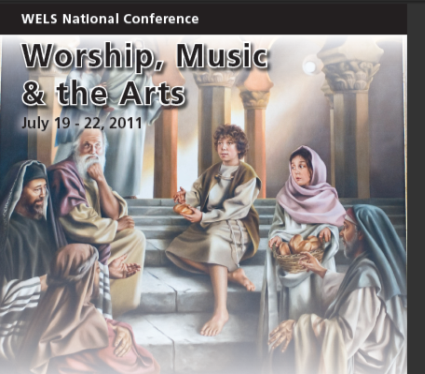 WELS National Conference
Worship, Music
& the Arts
July 19 - 22, 2011